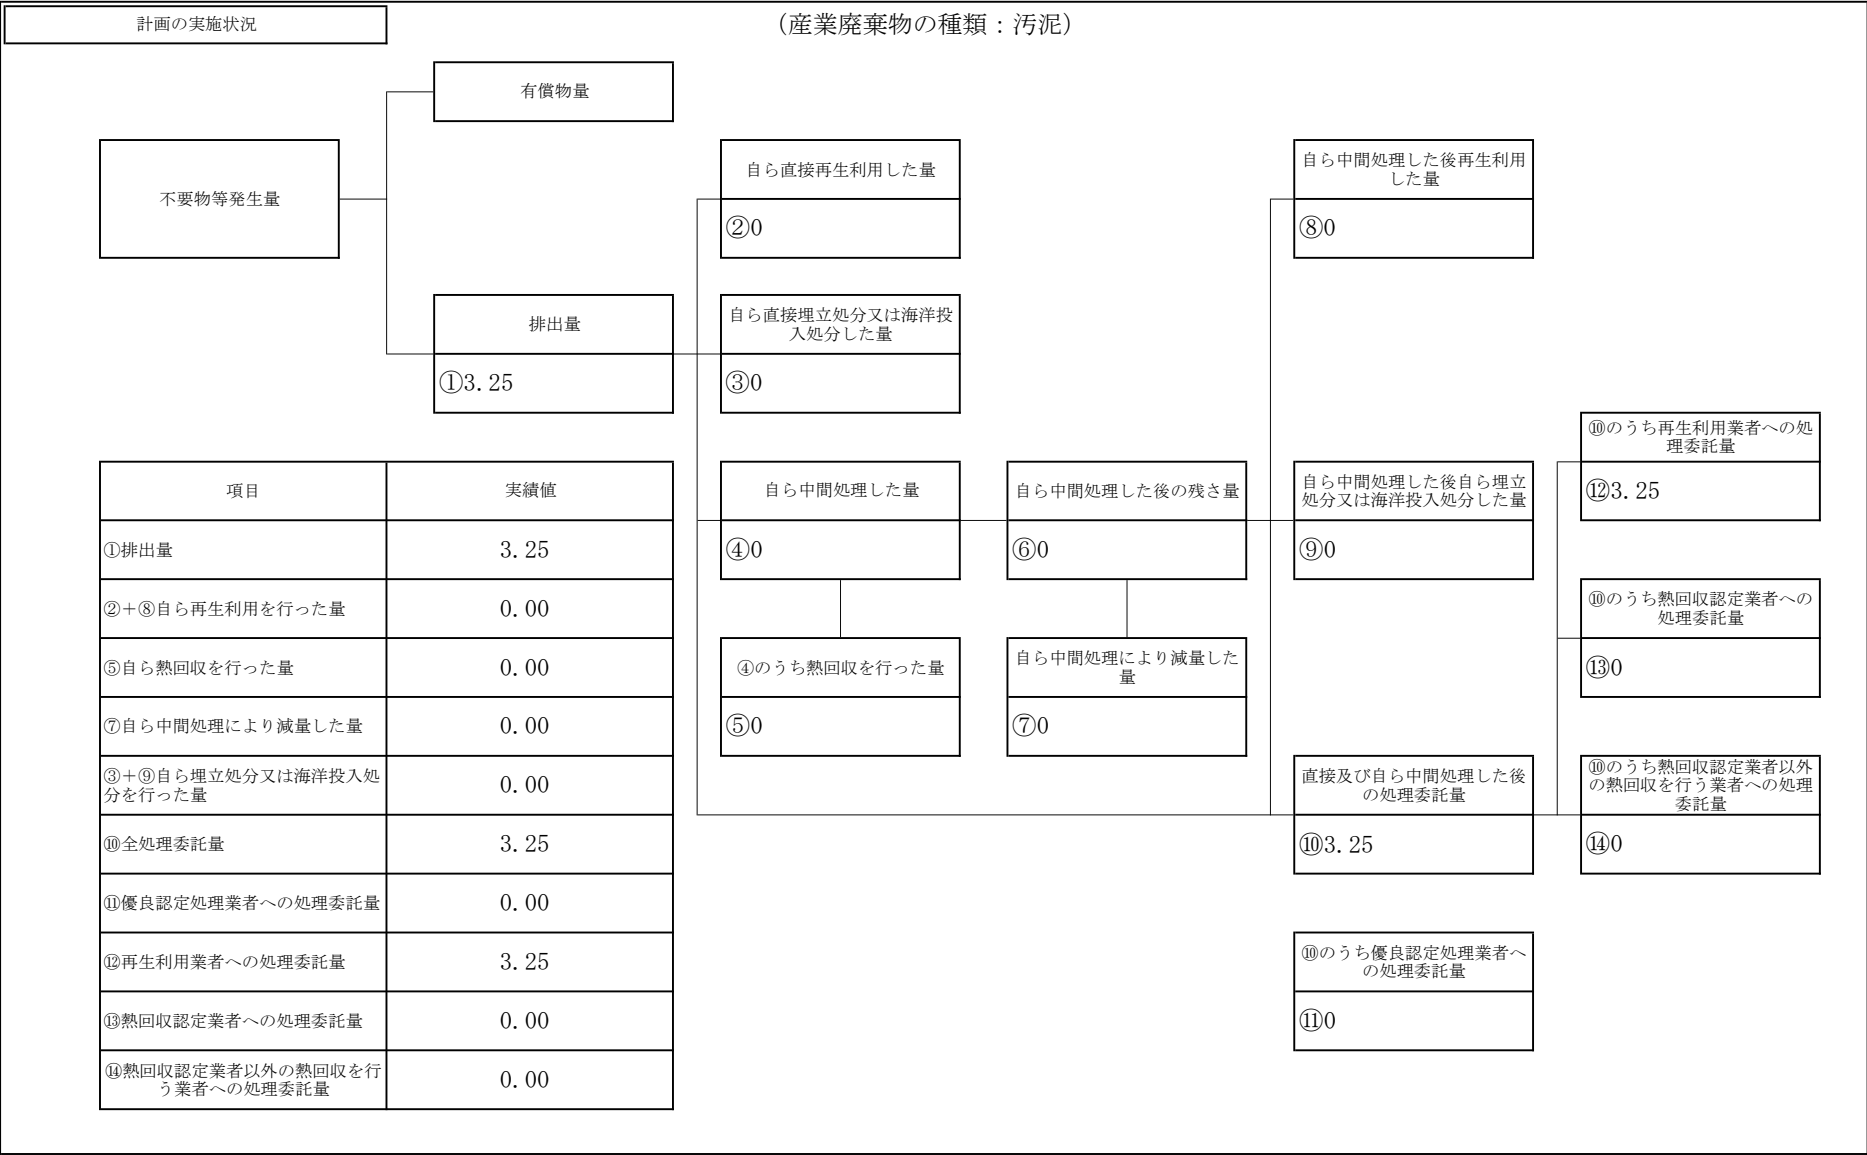 計画の実施状況
（産業廃棄物の種類：汚泥）
有償物量
不要物等発生量
自ら直接再生利用した量
②0
自ら中間処理した後再生利用
した量
⑧0
排出量
①3.25
自ら直接埋立処分又は海洋投
入処分した量
③0
⑩のうち再生利用業者への処
理委託量
⑫3.25
自ら中間処理した量
④0
自ら中間処理した後の残さ量
⑥0
自ら中間処理した後自ら埋立
処分又は海洋投入処分した量
⑨0
⑩のうち熱回収認定業者への
処理委託量
⑬0
④のうち熱回収を行った量
⑤0
自ら中間処理により減量した
量
⑦0
直接及び自ら中間処理した後
の処理委託量
⑩3.25
⑩のうち熱回収認定業者以外
の熱回収を行う業者への処理
委託量
⑭0
⑩のうち優良認定処理業者へ
の処理委託量
⑪0
項目 実績値
①排出量 3.25
②＋⑧自ら再生利用を行った量 0.00
⑤自ら熱回収を行った量 0.00
⑦自ら中間処理により減量した量 0.00
③＋⑨自ら埋立処分又は海洋投入処
分を行った量 0.00
⑩全処理委託量 3.25
⑪優良認定処理業者への処理委託量 0.00
⑫再生利用業者への処理委託量 3.25
⑬熱回収認定業者への処理委託量 0.00
⑭熱回収認定業者以外の熱回収を行
う業者への処理委託量 0.00